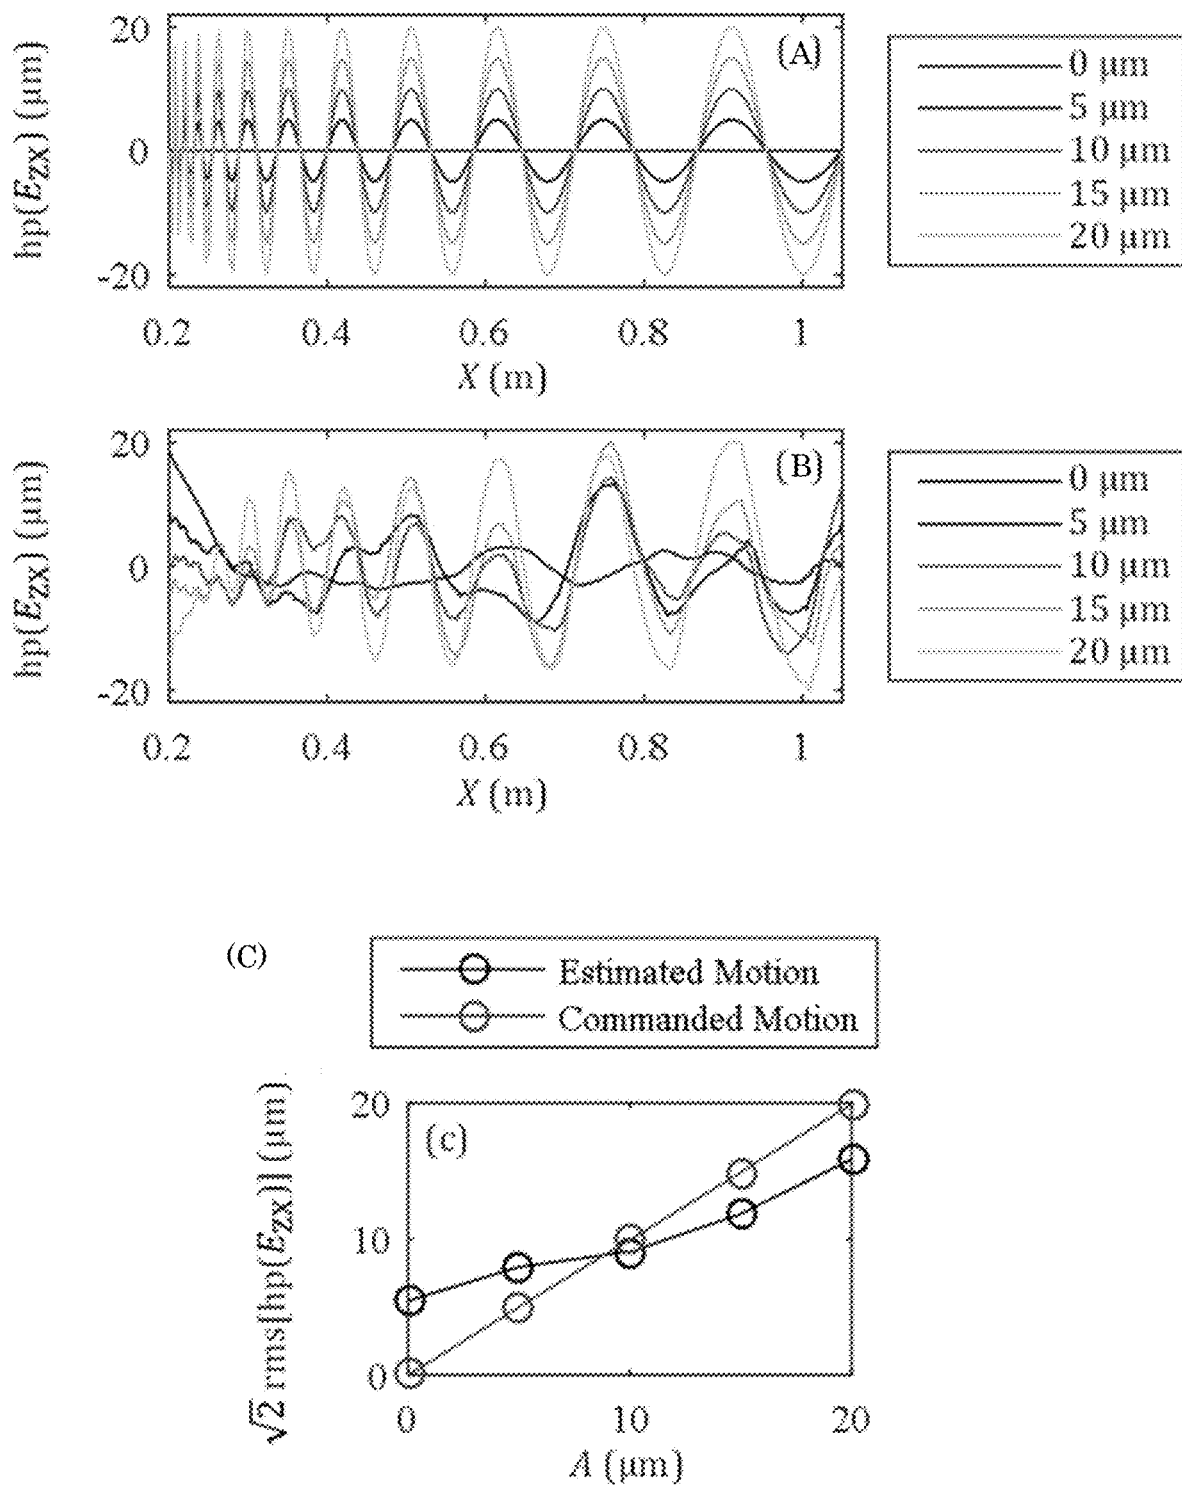 hp(E_ZX) (μm)
20
0
-20
(A)
0.2 0.4 0.6 0.8 1
X (m)
0 μm
5 μm
10 μm
15 μm
20 μm
hp(E_ZX) (μm)
20
0
-20
(B)
0.2 0.4 0.6 0.8 1
X (m)
0 μm
5 μm
10 μm
15 μm
20 μm
(C)
Estimated Motion
Commanded Motion
√2 rms[hp(E_ZX)] (μm)
20
10
0
(c)
0 10 20
A (μm)